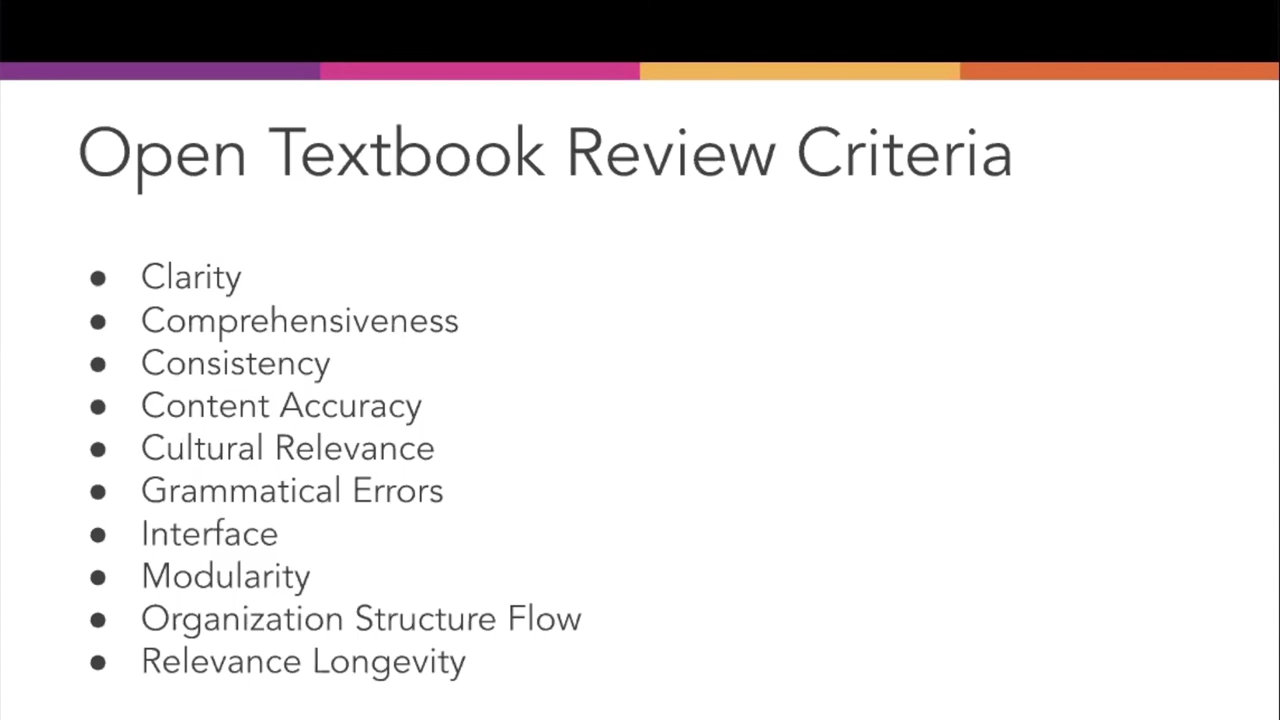 Open Textbook Review Criteria
● Clarity
● Comprehensiveness
● Consistency
● Content Accuracy
● Cultural Relevance
● Grammatical Errors
● Interface
● Modularity
● Organization Structure Flow
● Relevance Longevity